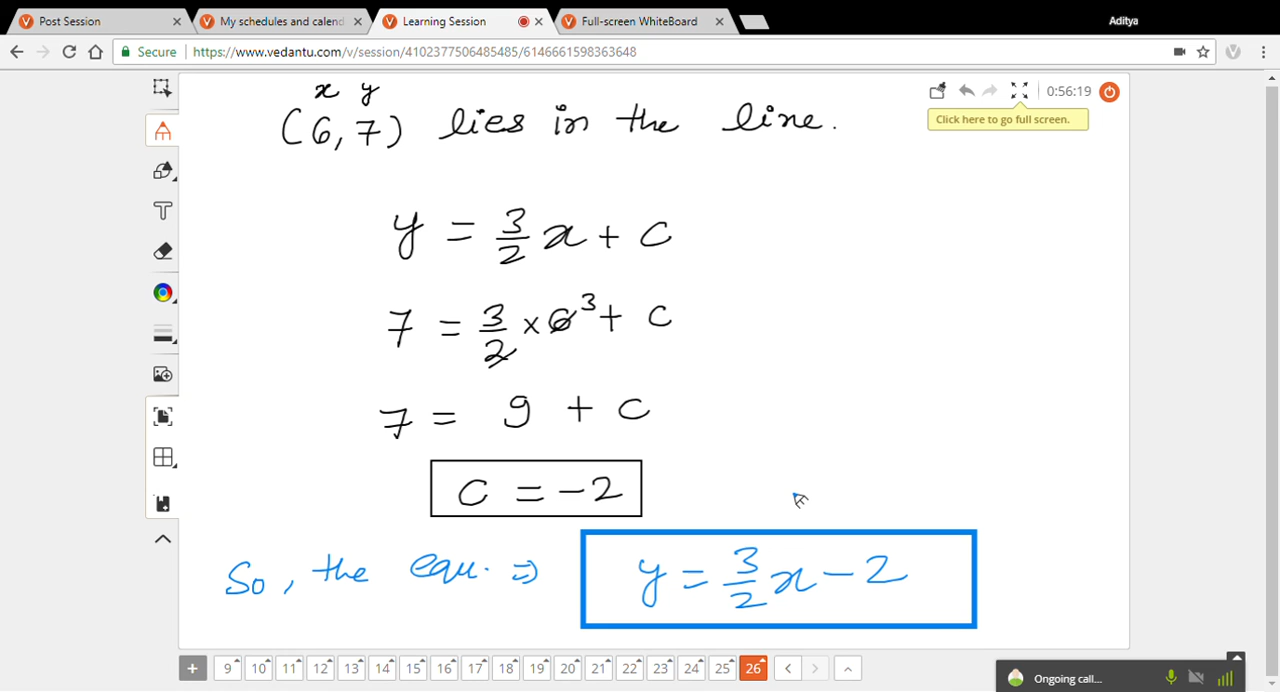 Post Session
My schedules and calend
Learning Session
Full-screen WhiteBoard
Aditya
Secure https://www.vedantu.com/v/session/4102377506485485/6146661598363648
x y
(6, 7) lies in the line.
0:56:19
Click here to go full screen.
y = 3/2 x + c
7 = 3/2 × 6 3 + c
7 = 9 + c
c = -2
So, the equ. ⇒ y = 3/2 x - 2
+ 9 10 11 12 13 14 15 16 17 18 19 20 21 22 23 24 25 26
Ongoing call...